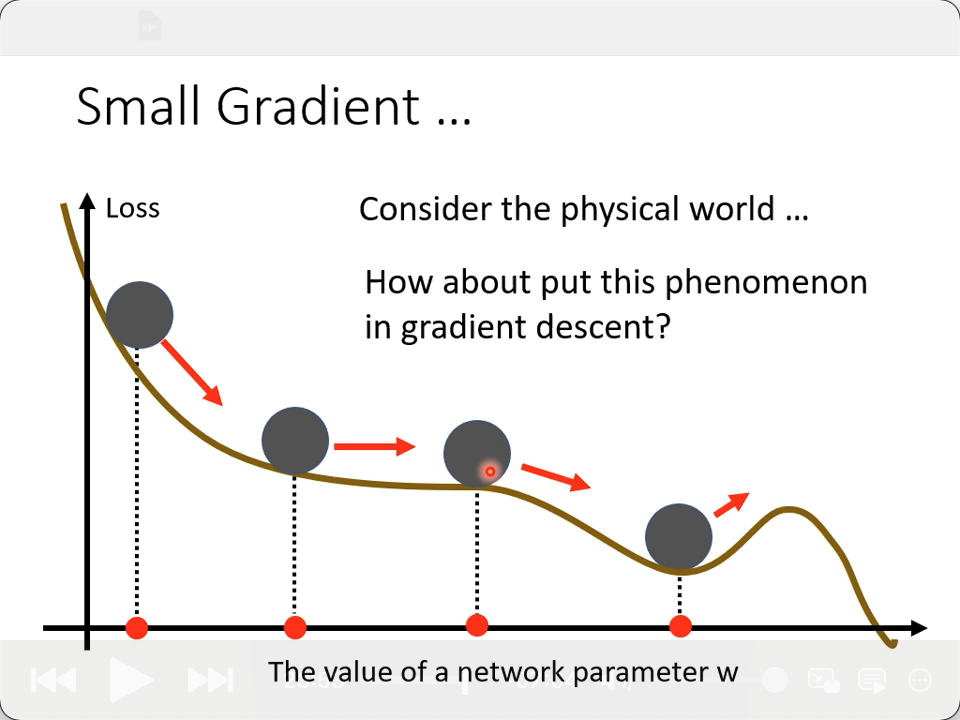 Small Gradient ...
Loss
Consider the physical world ...
How about put this phenomenon
in gradient descent?
The value of a network parameter w